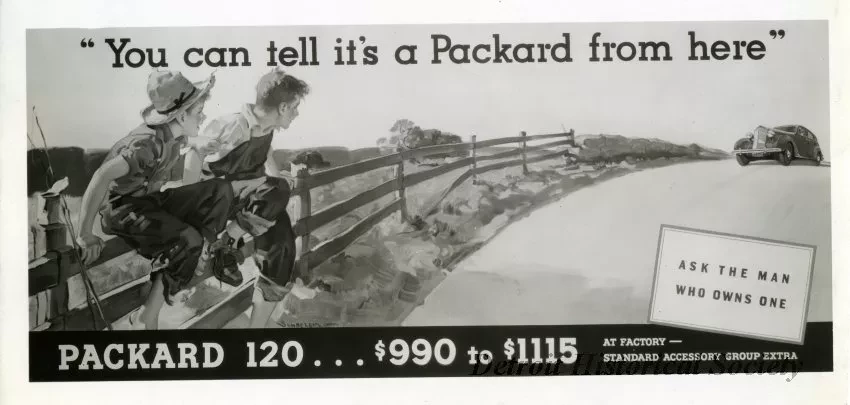 “You can tell it's a Packard from here”
ASK THE MAN
WHO OWNS ONE
PACKARD 120... $990 to $1115
AT FACTORY —
STANDARD ACCESSORY GROUP EXTRA
Detroit Historical Society